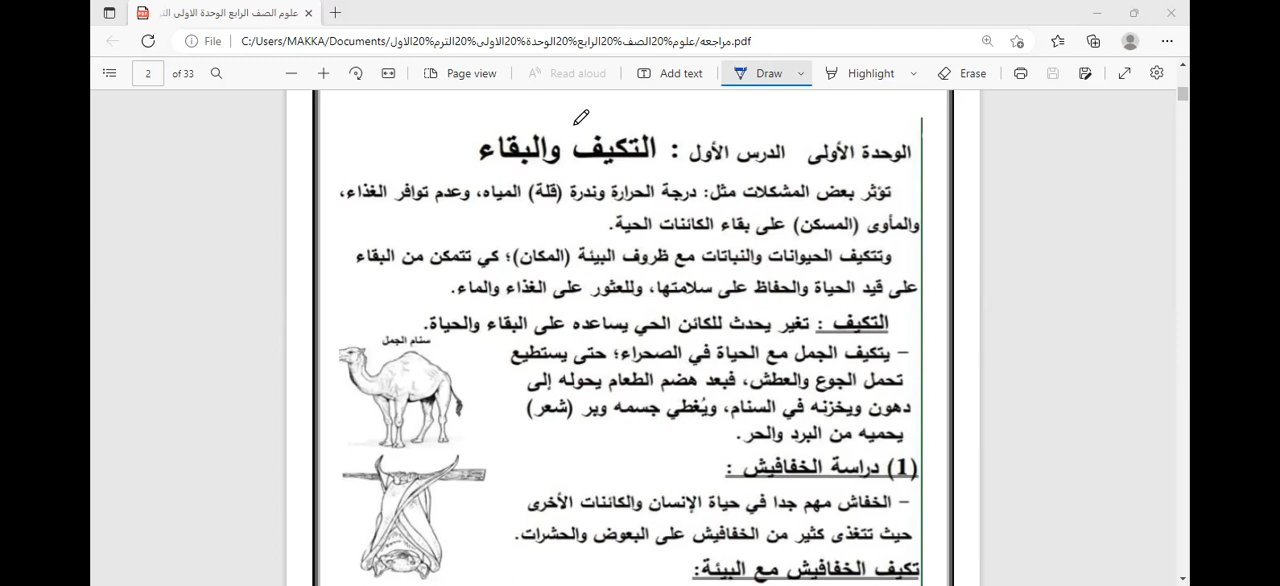 علوم الصف الرابع الوحدة الاولى الت
File C:/Users/MAKKA/Documents/مراجعه/علوم%20الصف%20الرابع%20الوحدة%20الاولى%20الترم%20الاول.pdf
2 of 33 Page view Read aloud Add text Draw Highlight Erase
الوحدة الأولى الدرس الأول : التكيف والبقاء
تؤثر بعض المشكلات مثل: درجة الحرارة وندرة (قلة) المياه، وعدم توافر الغذاء،
والمأوى (المسكن) على بقاء الكائنات الحية.
وتتكيف الحيوانات والنباتات مع ظروف البيئة (المكان)؛ كي تتمكن من البقاء
على قيد الحياة والحفاظ على سلامتها، وللعثور على الغذاء والماء.
التكيف : تغير يحدث للكائن الحي يساعده على البقاء والحياة.
سنام الجمل
– يتكيف الجمل مع الحياة في الصحراء؛ حتى يستطيع
تحمل الجوع والعطش، فبعد هضم الطعام يحوله إلى
دهون ويخزنه في السنام، ويُغطي جسمه وبر (شعر)
يحميه من البرد والحر.
(1) دراسة الخفافيش :
– الخفاش مهم جدا في حياة الإنسان والكائنات الأخرى
حيث تتغذى كثير من الخفافيش على البعوض والحشرات.
تكيف الخفافيش مع البيئة: